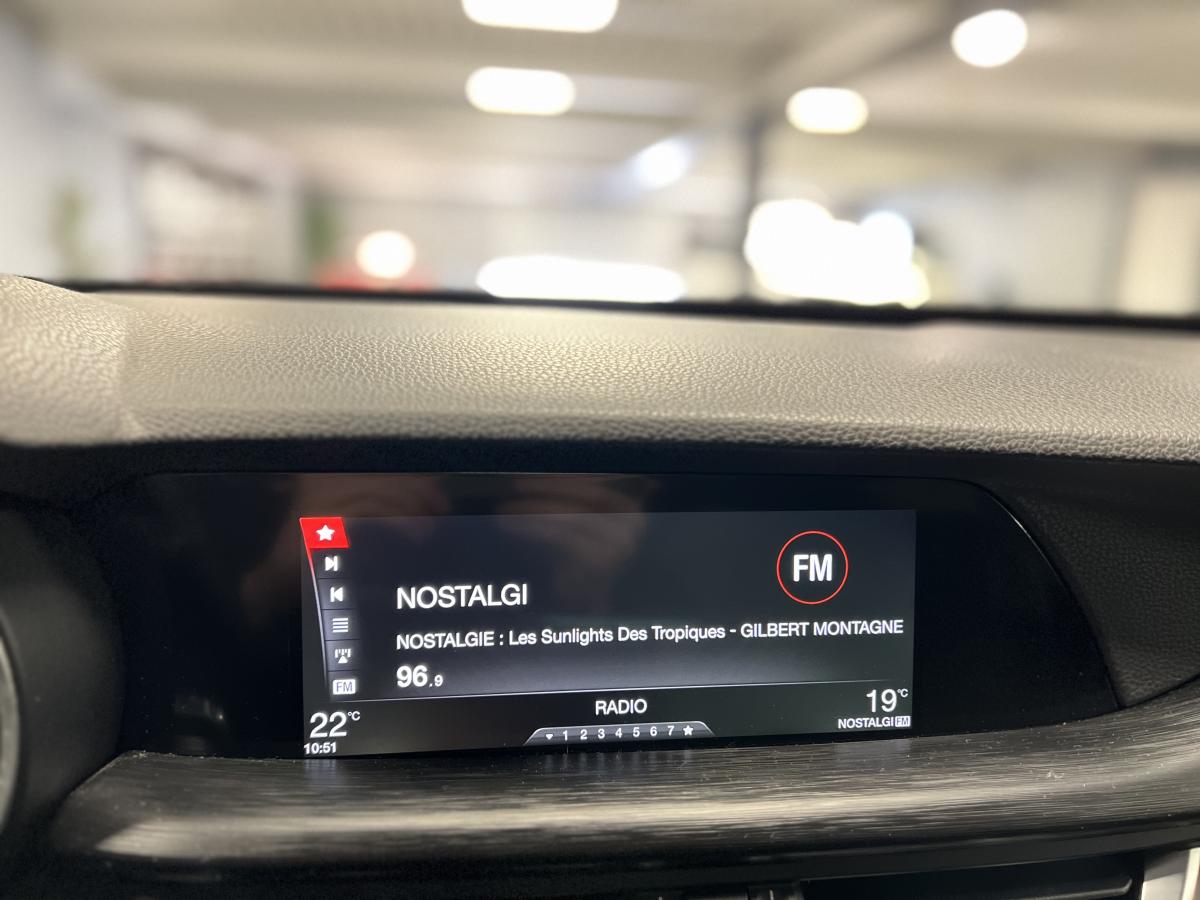 FM
NOSTALGI
NOSTALGIE : Les Sunlights Des Tropiques - GILBERT MONTAGNE
96.9
FM
RADIO
22°C
19°C
10:51
1 2 3 4 5 6 7
NOSTALGI FM